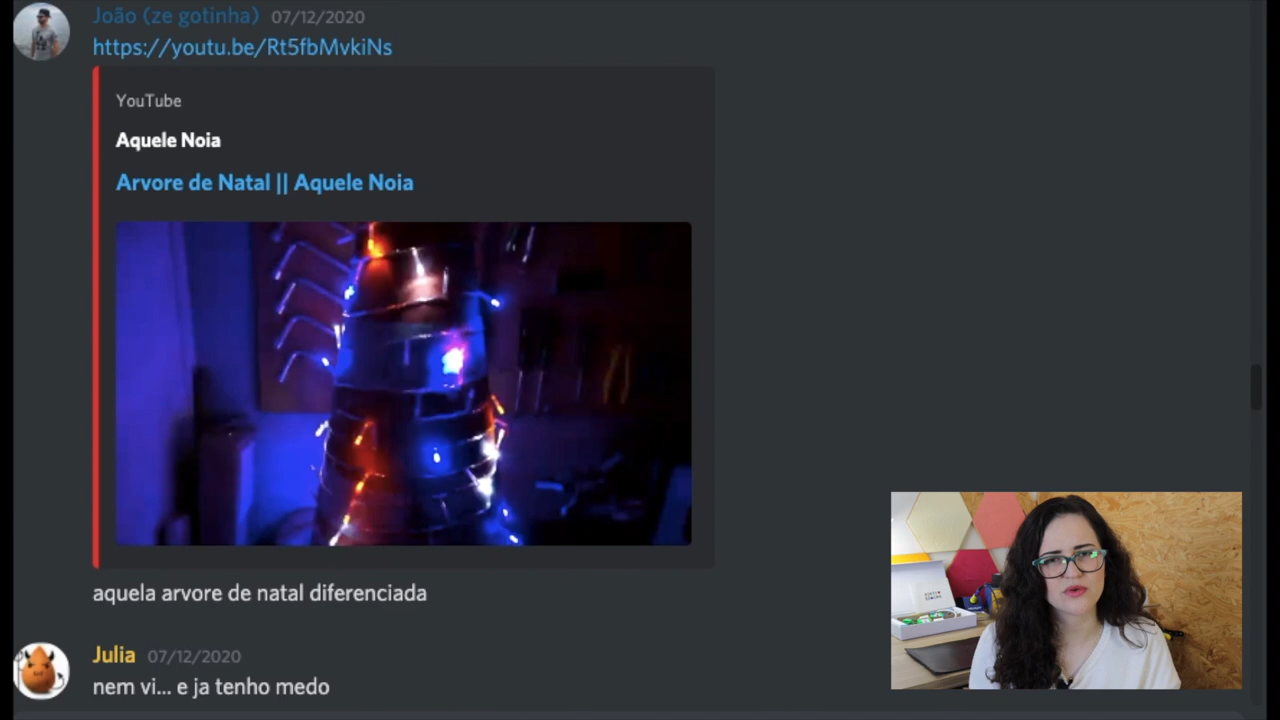 João (ze gotinha) 07/12/2020
https://youtu.be/Rt5fbMvkiNs
YouTube
Aquele Noia
Arvore de Natal || Aquele Noia
aquela arvore de natal diferenciada
Julia 07/12/2020
nem vi... e ja tenho medo